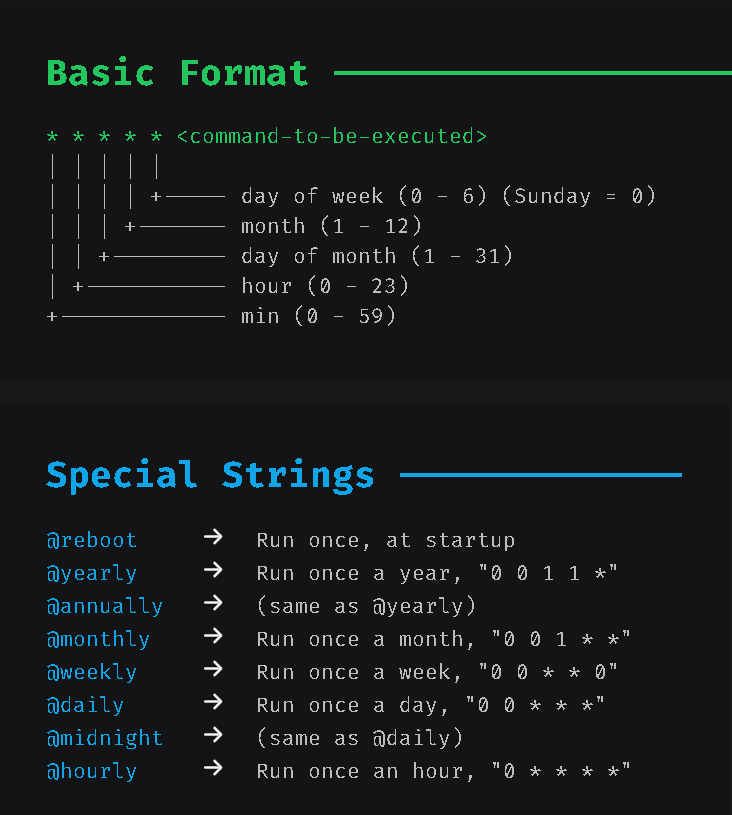 Basic Format
* * * * * <command-to-be-executed>
| | | | |
| | | | +───── day of week (0 - 6) (Sunday = 0)
| | | +─────── month (1 - 12)
| | +───────── day of month (1 - 31)
| +─────────── hour (0 - 23)
+───────────── min (0 - 59)
Special Strings
@reboot → Run once, at startup
@yearly → Run once a year, "0 0 1 1 *"
@annually → (same as @yearly)
@monthly → Run once a month, "0 0 1 * *"
@weekly → Run once a week, "0 0 * * 0"
@daily → Run once a day, "0 0 * * *"
@midnight → (same as @daily)
@hourly → Run once an hour, "0 * * * *"